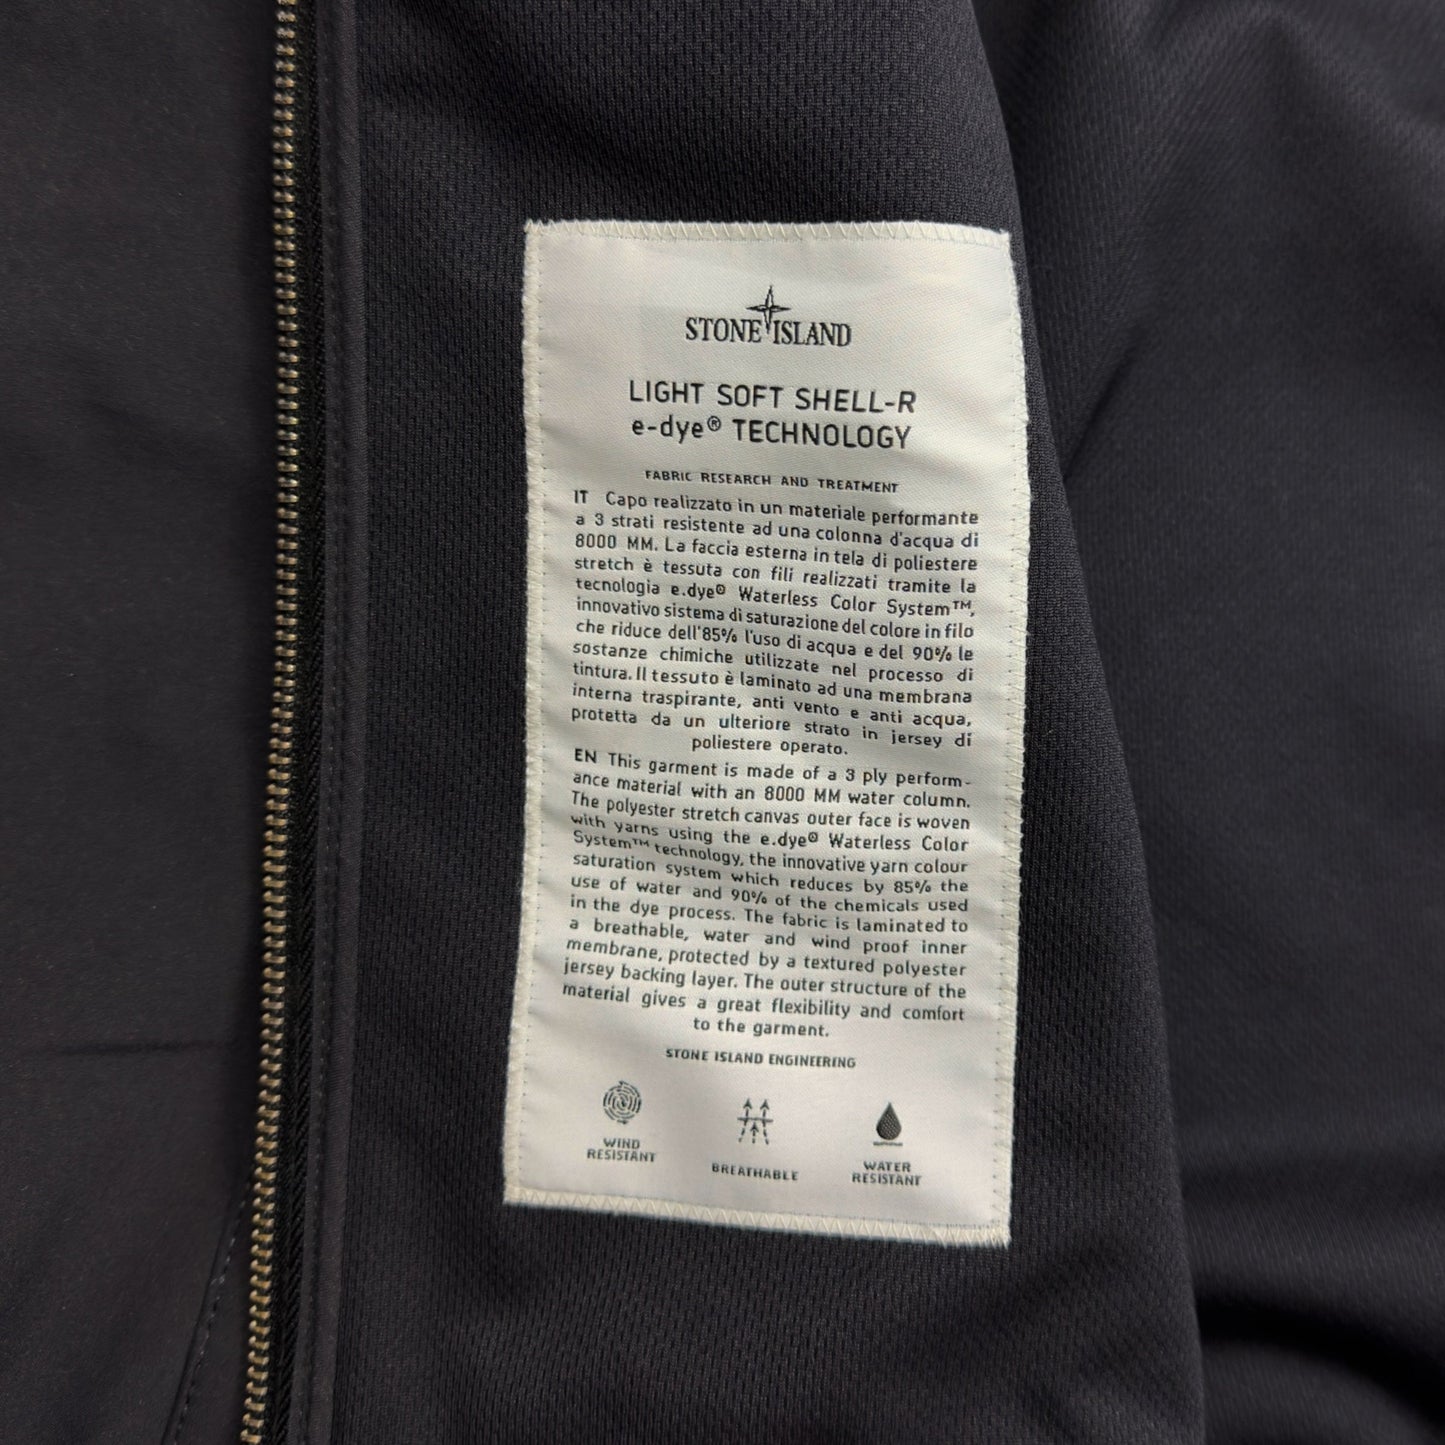 STONE ISLAND
LIGHT SOFT SHELL-R
e-dye® TECHNOLOGY
FABRIC RESEARCH AND TREATMENT
IT Capo realizzato in un materiale performante
a 3 strati resistente ad una colonna d'acqua di
8000 MM. La faccia esterna in tela di poliestere
stretch è tessuta con fili realizzati tramite la
tecnologia e.dye® Waterless Color System™,
innovativo sistema di saturazione del colore in filo
che riduce dell'85% l'uso di acqua e del 90% le
sostanze chimiche utilizzate nel processo di
tintura. Il tessuto è laminato ad una membrana
interna traspirante, anti vento e anti acqua,
protetta da un ulteriore strato in jersey di
poliestere operato.
EN This garment is made of a 3 ply perform-
ance material with an 8000 MM water column.
The polyester stretch canvas outer face is woven
with yarns using the e.dye® Waterless Color
System™ technology, the innovative yarn colour
saturation system which reduces by 85% the
use of water and 90% of the chemicals used
in the dye process. The fabric is laminated to
a breathable, water and wind proof inner
membrane, protected by a textured polyester
jersey backing layer. The outer structure of the
material gives a great flexibility and comfort
to the garment.
STONE ISLAND ENGINEERING
WIND
RESISTANT
BREATHABLE
WATER
RESISTANT